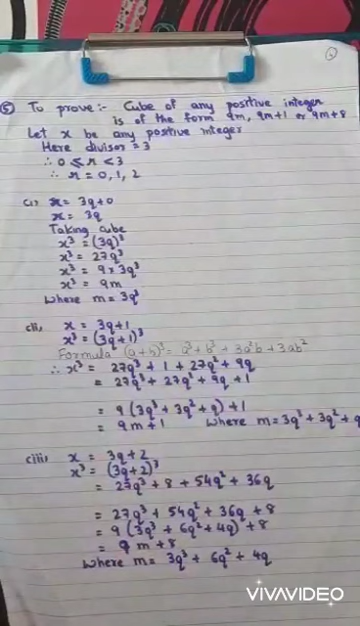 ⑤ To prove :- Cube of any positive integer
is of the form 9m, 9m+1 or 9m+8
Let x be any positive integer
Here divisor = 3
∴ 0 ≤ r < 3
∴ r = 0, 1, 2
(i) x = 3q+0
x = 3q
Taking cube
x³ = (3q)³
x³ = 27q³
x³ = 9 x 3q³
x³ = 9m
Where m = 3q³
(ii) x = 3q+1
x³ = (3q+1)³
Formula (a+b)³ = a³ + b³ + 3a²b + 3ab²
∴ x³ = 27q³ + 1 + 27q² + 9q
= 27q³ + 27q² + 9q + 1
= 9 (3q³ + 3q² + q) + 1
= 9m + 1 Where m = 3q³ + 3q² + q
(iii) x = 3q+2
x³ = (3q+2)³
= 27q³ + 8 + 54q² + 36q
= 27q³ + 54q² + 36q + 8
= 9 (3q³ + 6q² + 4q) + 8
= 9 m + 8
Where m = 3q³ + 6q² + 4q
VIVAVIDEO